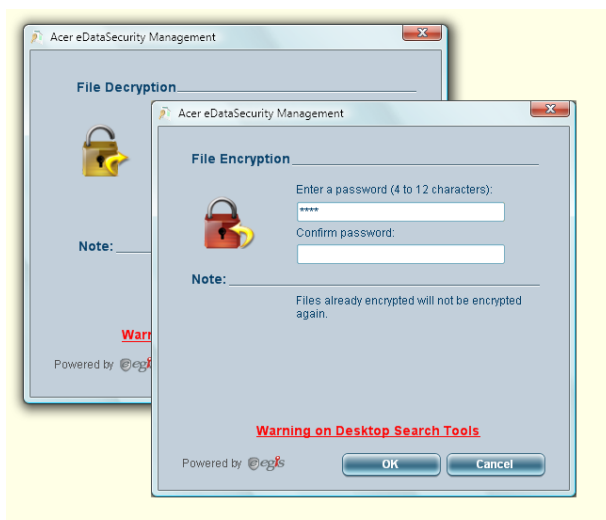 Acer eDataSecurity Management
File Decryption
Note:
Powered by egis
Acer eDataSecurity Management
File Encryption
Enter a password (4 to 12 characters):
****
Confirm password:
Note:
Files already encrypted will not be encrypted
again.
Warning on Desktop Search Tools
Powered by egis
OK
Cancel